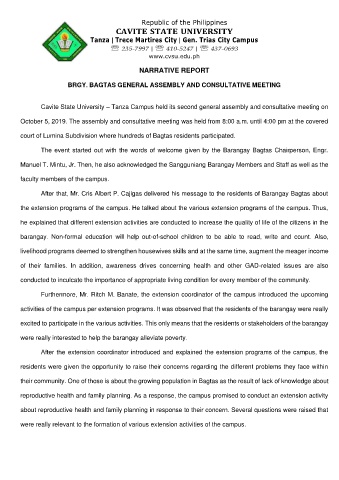 Republic of the Philippines
CAVITE STATE UNIVERSITY
Tanza | Trece Martires City | Gen. Trias City Campus
☏ 235-7997 | ☏ 410-5247 | ☏ 437-0693
www.cvsu.edu.ph
NARRATIVE REPORT
BRGY. BAGTAS GENERAL ASSEMBLY AND CONSULTATIVE MEETING
Cavite State University – Tanza Campus held its second general assembly and consultative meeting on
October 5, 2019. The assembly and consultative meeting was held from 8:00 a.m. until 4:00 pm at the covered
court of Lumina Subdivision where hundreds of Bagtas residents participated.
The event started out with the words of welcome given by the Barangay Bagtas Chairperson, Engr.
Manuel T. Mintu, Jr. Then, he also acknowledged the Sangguniang Barangay Members and Staff as well as the
faculty members of the campus.
After that, Mr. Cris Albert P. Cajigas delivered his message to the residents of Barangay Bagtas about
the extension programs of the campus. He talked about the various extension programs of the campus. Thus,
he explained that different extension activities are conducted to increase the quality of life of the citizens in the
barangay. Non-formal education will help out-of-school children to be able to read, write and count. Also,
livelihood programs deemed to strengthen housewives skills and at the same time, augment the meager income
of their families. In addition, awareness drives concerning health and other GAD-related issues are also
conducted to inculcate the importance of appropriate living condition for every member of the community.
Furthermore, Mr. Ritch M. Banate, the extension coordinator of the campus introduced the upcoming
activities of the campus per extension programs. It was observed that the residents of the barangay were really
excited to participate in the various activities. This only means that the residents or stakeholders of the barangay
were really interested to help the barangay alleviate poverty.
After the extension coordinator introduced and explained the extension programs of the campus, the
residents were given the opportunity to raise their concerns regarding the different problems they face within
their community. One of those is about the growing population in Bagtas as the result of lack of knowledge about
reproductive health and family planning. As a response, the campus promised to conduct an extension activity
about reproductive health and family planning in response to their concern. Several questions were raised that
were really relevant to the formation of various extension activities of the campus.